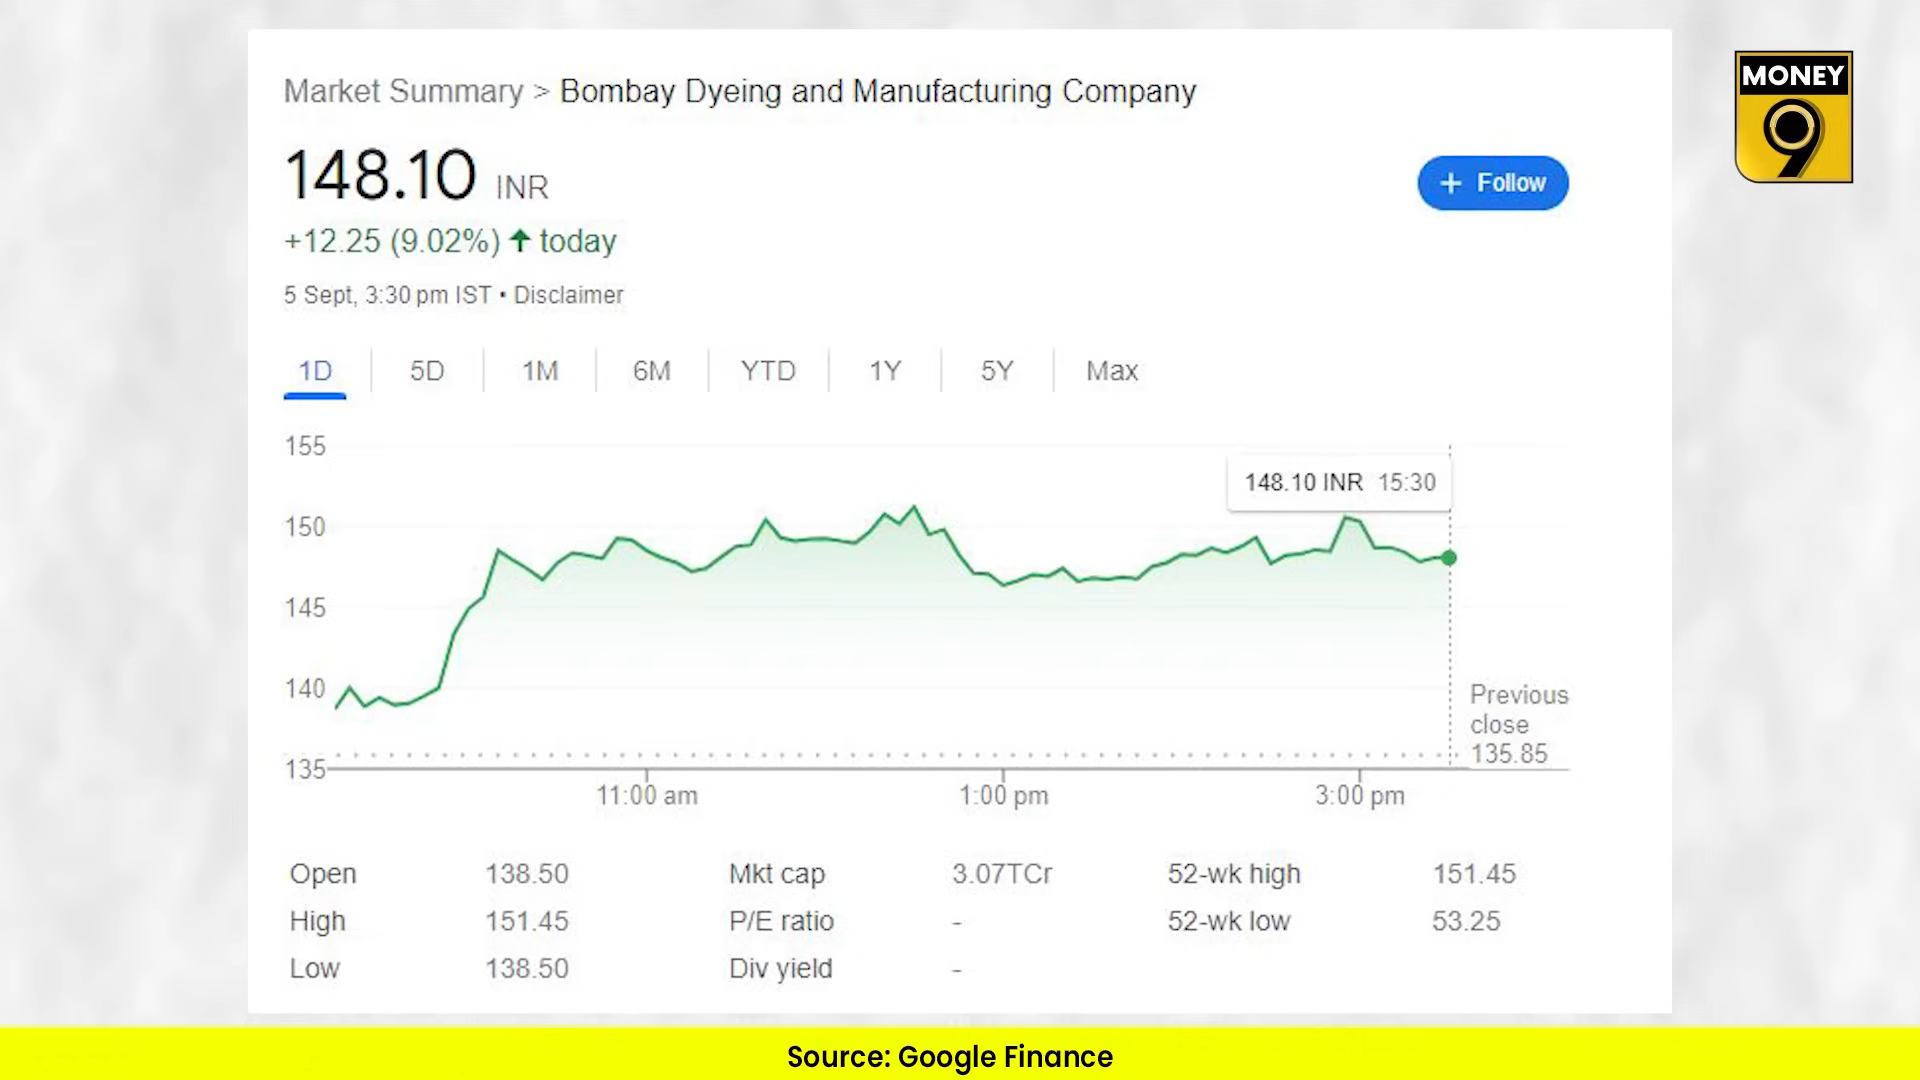 Market Summary > Bombay Dyeing and Manufacturing Company
MONEY
9
148.10 INR
+ Follow
+12.25 (9.02%) ↑ today
5 Sept, 3:30 pm IST • Disclaimer
1D 5D 1M 6M YTD 1Y 5Y Max
155
148.10 INR 15:30
150
145
140
Previous
close
135.85
135
11:00 am 1:00 pm 3:00 pm
Open 138.50 Mkt cap 3.07TCr 52-wk high 151.45
High 151.45 P/E ratio - 52-wk low 53.25
Low 138.50 Div yield -
Source: Google Finance